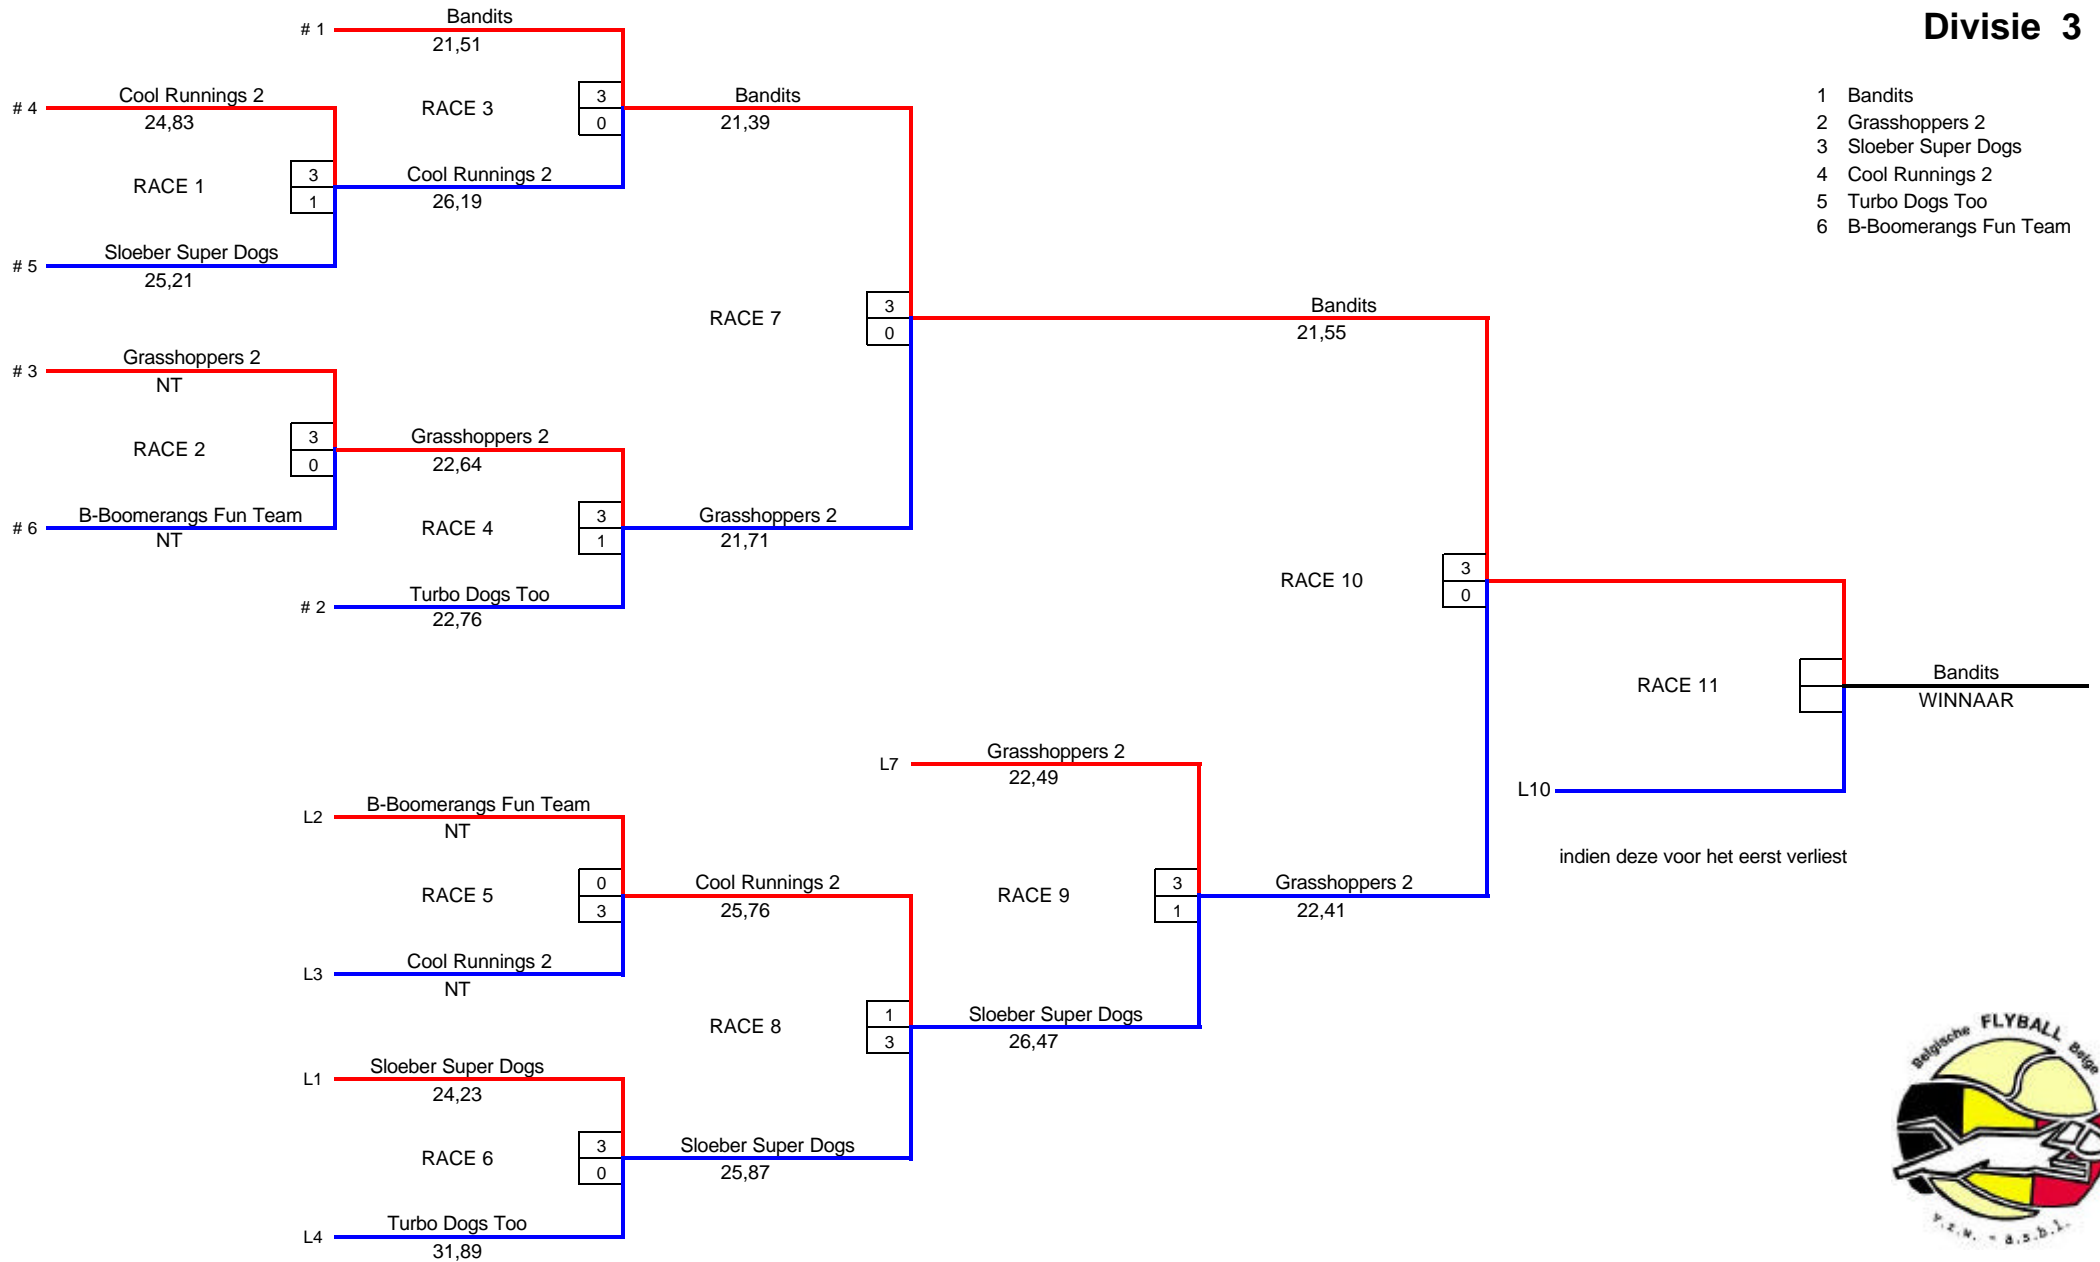 Divisie 3
1 Bandits
2 Grasshoppers 2
3 Sloeber Super Dogs
4 Cool Runnings 2
5 Turbo Dogs Too
6 B-Boomerangs Fun Team
# 1
Bandits
21,51
# 4
Cool Runnings 2
24,83
RACE 1
3
1
# 5
Sloeber Super Dogs
25,21
RACE 3
3
0
Cool Runnings 2
26,19
Bandits
21,39
# 3
Grasshoppers 2
NT
RACE 2
3
0
# 6
B-Boomerangs Fun Team
NT
Grasshoppers 2
22,64
RACE 4
3
1
# 2
Turbo Dogs Too
22,76
Grasshoppers 2
21,71
RACE 7
3
0
Bandits
21,55
RACE 10
3
0
RACE 11
Bandits
WINNAAR
L10
indien deze voor het eerst verliest
L7
Grasshoppers 2
22,49
L2
B-Boomerangs Fun Team
NT
RACE 5
0
3
L3
Cool Runnings 2
NT
Cool Runnings 2
25,76
RACE 8
1
3
RACE 9
3
1
Grasshoppers 2
22,41
Sloeber Super Dogs
26,47
L1
Sloeber Super Dogs
24,23
RACE 6
3
0
L4
Turbo Dogs Too
31,89
Sloeber Super Dogs
25,87
Belgische FLYBALL Belge
v.z.w. - a.s.b.l.